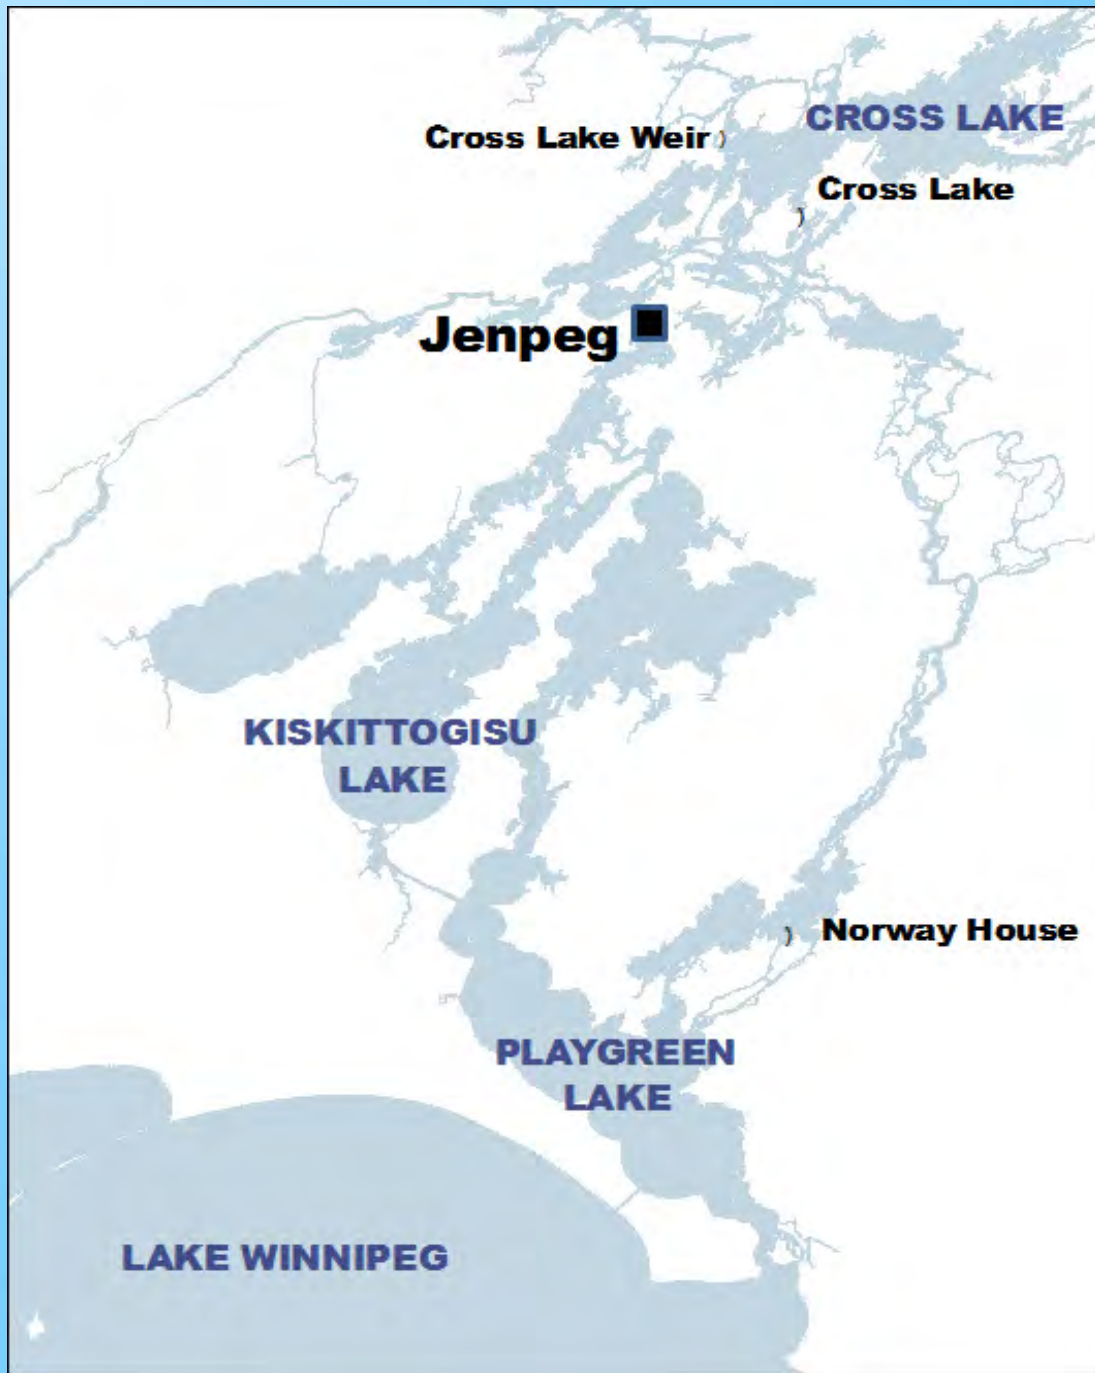 CROSS LAKE
Cross Lake Weir
Cross Lake
Jenpeg
KISKITTOGISU
LAKE
Norway House
PLAYGREEN
LAKE
LAKE WINNIPEG